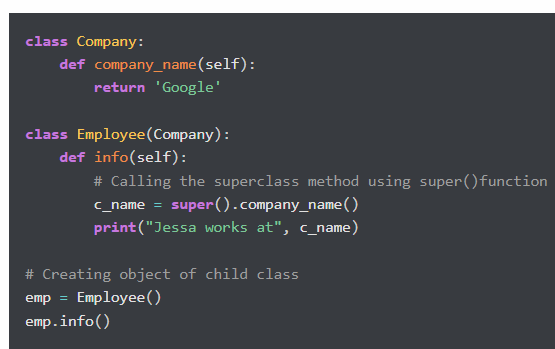 class Company:
    def company_name(self):
        return 'Google'

class Employee(Company):
    def info(self):
        # Calling the superclass method using super()function
        c_name = super().company_name()
        print("Jessa works at", c_name)

# Creating object of child class
emp = Employee()
emp.info()